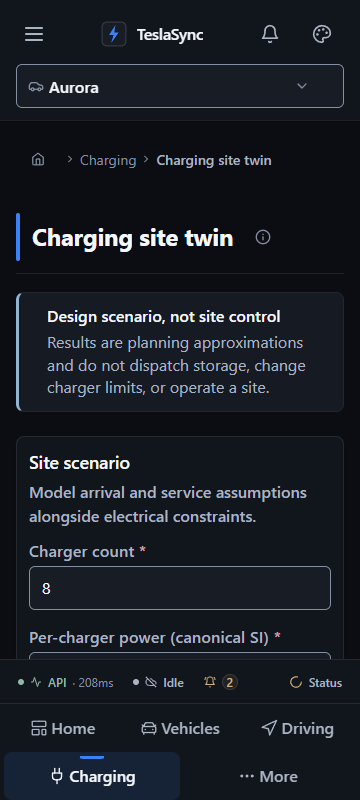 TeslaSync
Aurora
Charging
Charging site twin
Charging site twin
Design scenario, not site control
Results are planning approximations
and do not dispatch storage, change
charger limits, or operate a site.
Site scenario
Model arrival and service assumptions
alongside electrical constraints.
Charger count *
8
Per-charger power (canonical SI) *
API · 208ms
Idle
2
Status
Home
Vehicles
Driving
Charging
More